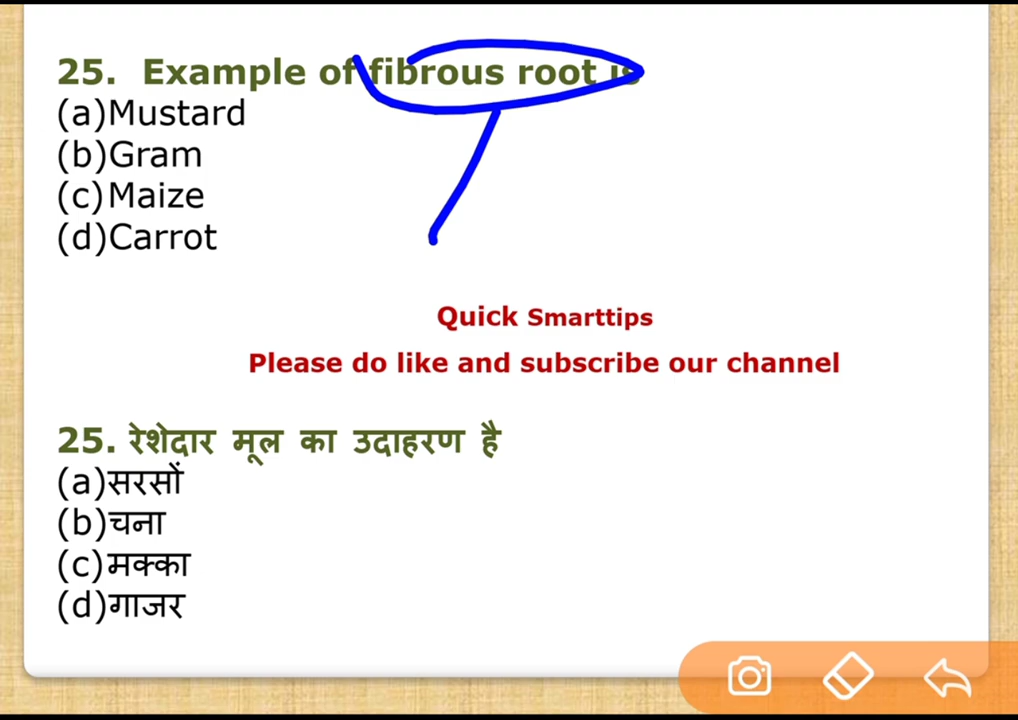 25. Example of fibrous root is
(a)Mustard
(b)Gram
(c)Maize
(d)Carrot
Quick Smarttips
Please do like and subscribe our channel
25. रेशेदार मूल का उदाहरण है
(a)सरसों
(b)चना
(c)मक्का
(d)गाजर